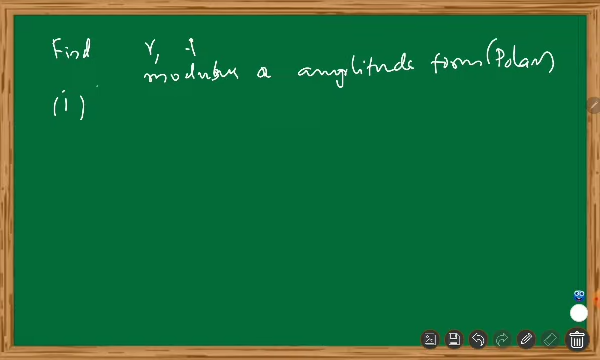 Find r, i
modulus & amplitude form (Polar)
(i)